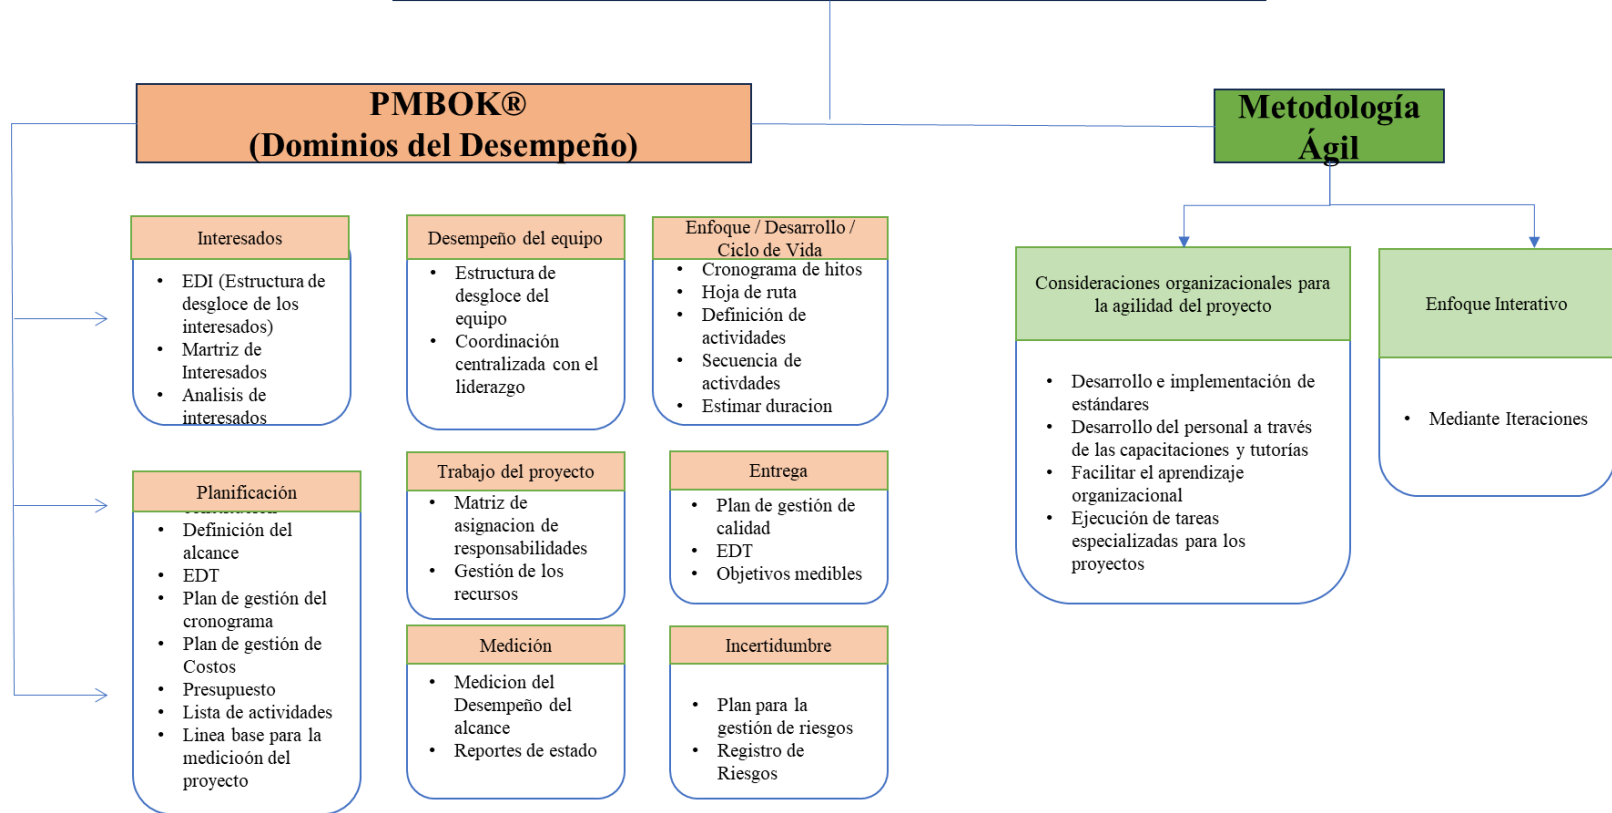 PMBOK®
(Dominios del Desempeño)
Metodología
Ágil
Interesados
• EDI (Estructura de
desgloce de los
interesados)
• Martriz de
Interesados
• Analisis de
interesados
Desempeño del equipo
• Estructura de
desgloce del
equipo
• Coordinación
centralizada con el
liderazgo
Enfoque / Desarrollo /
Ciclo de Vida
• Cronograma de hitos
• Hoja de ruta
• Definición de
actividades
• Secuencia de
activdades
• Estimar duracion
Planificación
• Definición del
alcance
• EDT
• Plan de gestión del
cronograma
• Plan de gestión de
Costos
• Presupuesto
• Lista de actividades
• Linea base para la
medicioón del
proyecto
Trabajo del proyecto
• Matriz de
asignacion de
responsabilidades
• Gestión de los
recursos
Entrega
• Plan de gestión de
calidad
• EDT
• Objetivos medibles
Medición
• Medicion del
Desempeño del
alcance
• Reportes de estado
Incertidumbre
• Plan para la
gestión de riesgos
• Registro de
Riesgos
Consideraciones organizacionales para
la agilidad del proyecto
• Desarrollo e implementación de
estándares
• Desarrollo del personal a través
de las capacitaciones y tutorías
• Facilitar el aprendizaje
organizacional
• Ejecución de tareas
especializadas para los
proyectos
Enfoque Interativo
• Mediante Iteraciones